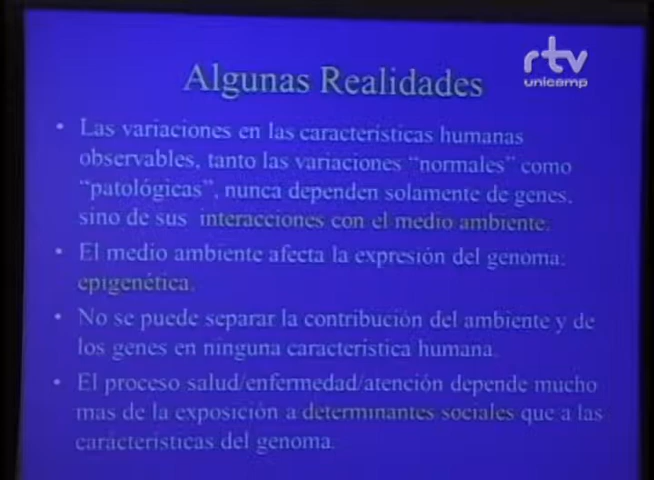 rtv
unicamp
Algunas Realidades
• Las variaciones en las características humanas
observables, tanto las variaciones “normales” como
“patológicas”, nunca dependen solamente de genes,
sino de sus interacciones con el medio ambiente.
• El medio ambiente afecta la expresión del genoma:
epigenética.
• No se puede separar la contribución del ambiente y de
los genes en ninguna característica humana.
• El proceso salud/enfermedad/atención depende mucho
mas de la exposición a determinantes sociales que a las
características del genoma.